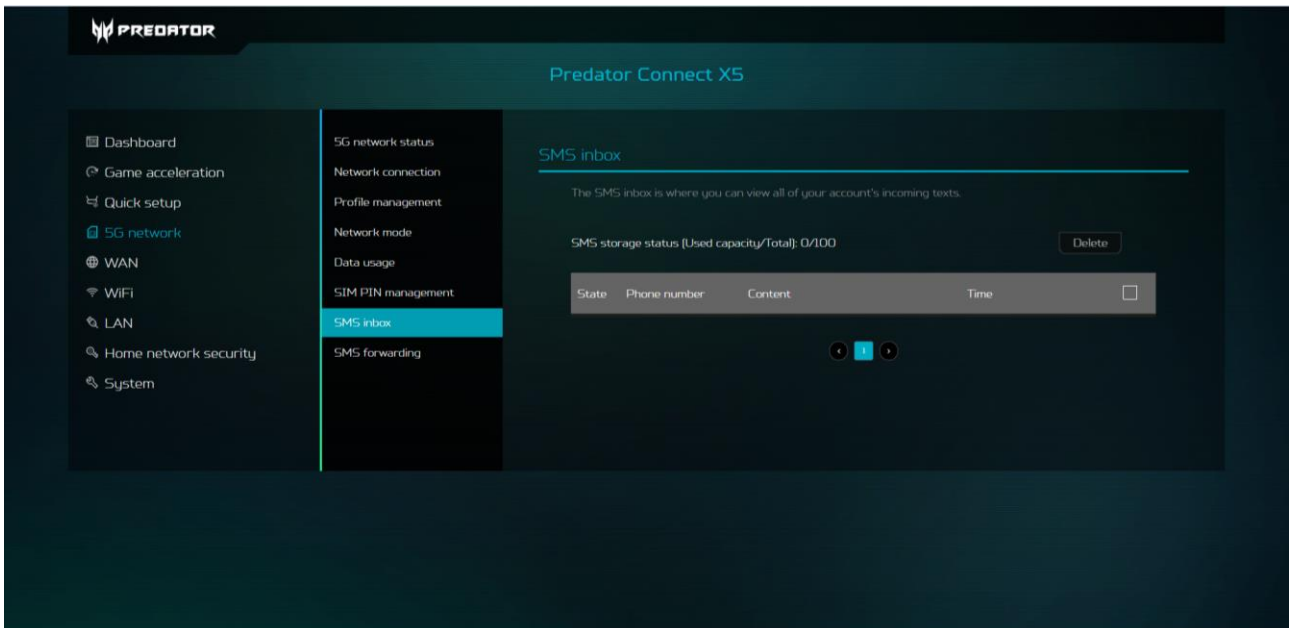 PREDATOR
Predator Connect X5
Dashboard
Game acceleration
Quick setup
5G network
WAN
WiFi
LAN
Home network security
System
5G network status
Network connection
Profile management
Network mode
Data usage
SIM PIN management
SMS inbox
SMS forwarding
SMS inbox
The SMS inbox is where you can view all of your account's incoming texts.
SMS storage status (Used capacity/Total): 0/100
Delete
State Phone number Content Time
1